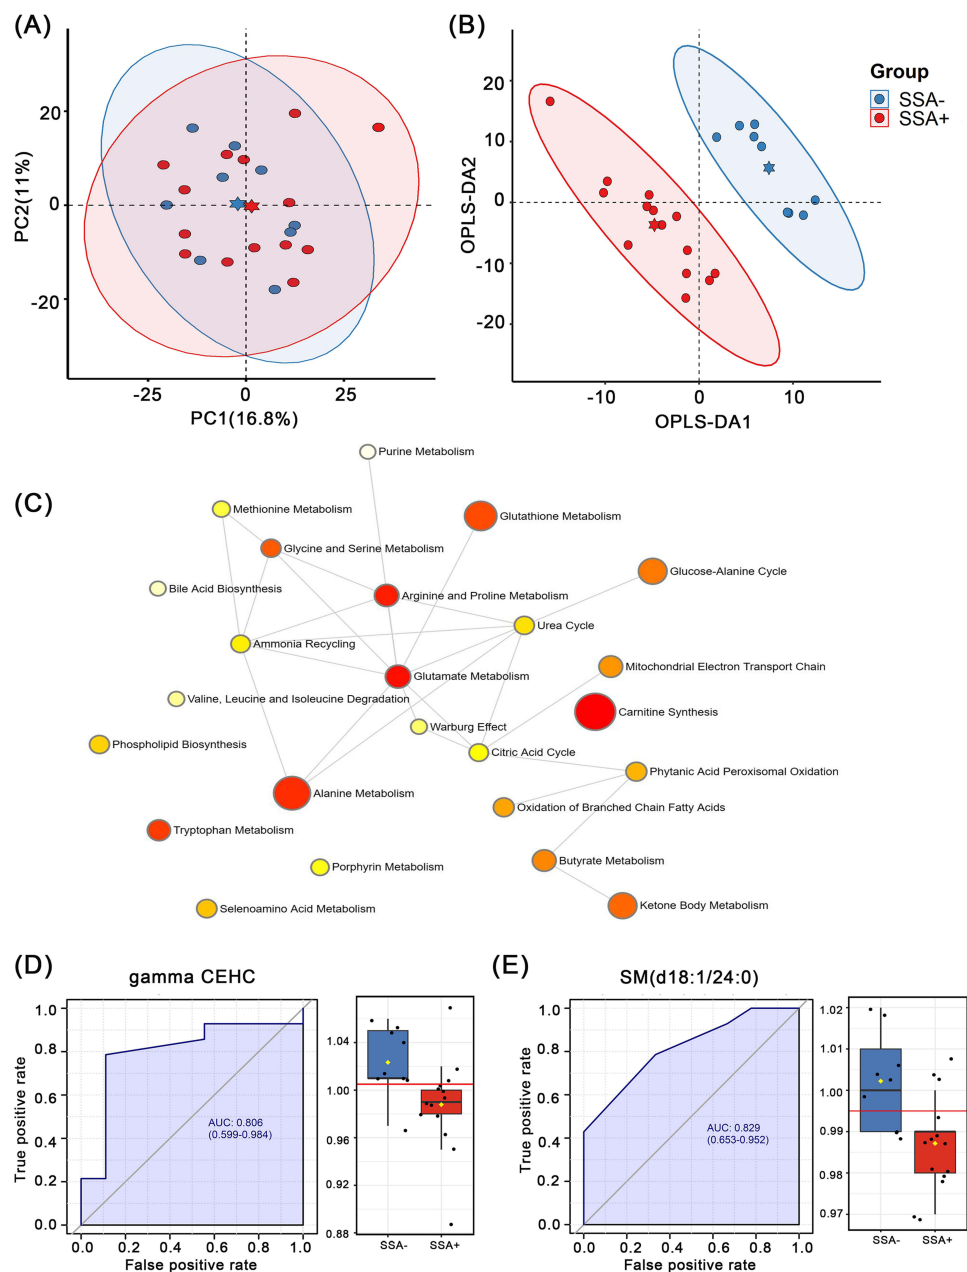 (A)
20
0
-20
PC2(11%)
-25
0
25
PC1(16.8%)
(B)
20
10
0
-10
-20
OPLS-DA2
-10
0
10
OPLS-DA1
Group
SSA-
SSA+
(C)
Purine Metabolism
Methionine Metabolism
Glutathione Metabolism
Glycine and Serine Metabolism
Glucose-Alanine Cycle
Bile Acid Biosynthesis
Arginine and Proline Metabolism
Urea Cycle
Ammonia Recycling
Mitochondrial Electron Transport Chain
Glutamate Metabolism
Valine, Leucine and Isoleucine Degradation
Carnitine Synthesis
Warburg Effect
Phospholipid Biosynthesis
Citric Acid Cycle
Phytanic Acid Peroxisomal Oxidation
Alanine Metabolism
Oxidation of Branched Chain Fatty Acids
Tryptophan Metabolism
Porphyrin Metabolism
Butyrate Metabolism
Selenoamino Acid Metabolism
Ketone Body Metabolism
(D)
gamma CEHC
1.0
0.8
0.6
0.4
0.2
0.0
True positive rate
AUC: 0.806
(0.599-0.984)
0.0 0.2 0.4 0.6 0.8 1.0
False positive rate
1.04
1.00
0.96
0.92
0.88
SSA- SSA+
(E)
SM(d18:1/24:0)
1.0
0.8
0.6
0.4
0.2
0.0
True positive rate
AUC: 0.829
(0.653-0.952)
0.0 0.2 0.4 0.6 0.8 1.0
False positive rate
1.02
1.01
1.00
0.99
0.98
0.97
SSA- SSA+